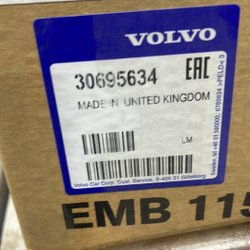 VOLVO
30695634
EAC
MADE IN UNITED KINGDOM
LM
Volvo Car Corp. Cust. Service, S-405 31 Göteborg
EMB 115